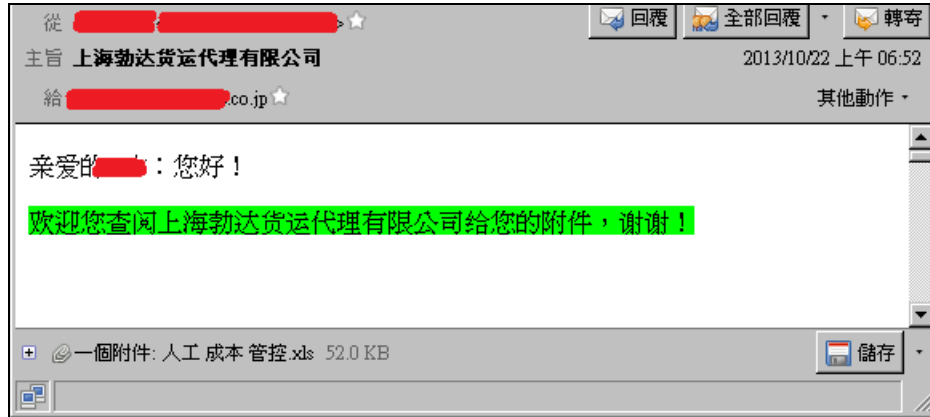 從
回覆 全部回覆 轉寄
主旨 上海勃达货运代理有限公司 2013/10/22 上午 06:52
給 .co.jp 其他動作
亲爱的 ：您好！
欢迎您查阅上海勃达货运代理有限公司给您的附件，谢谢！
一個附件: 人工 成本 管控.xls 52.0 KB 儲存